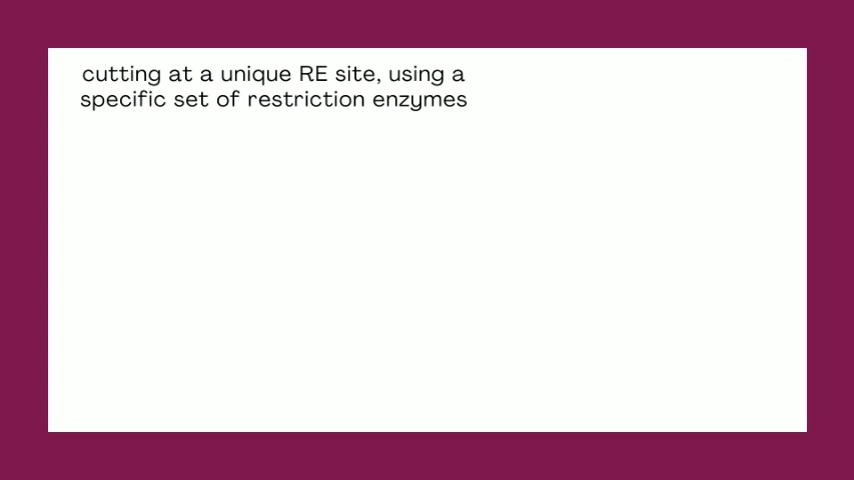 cutting at a unique RE site, using a
specific set of restriction enzymes